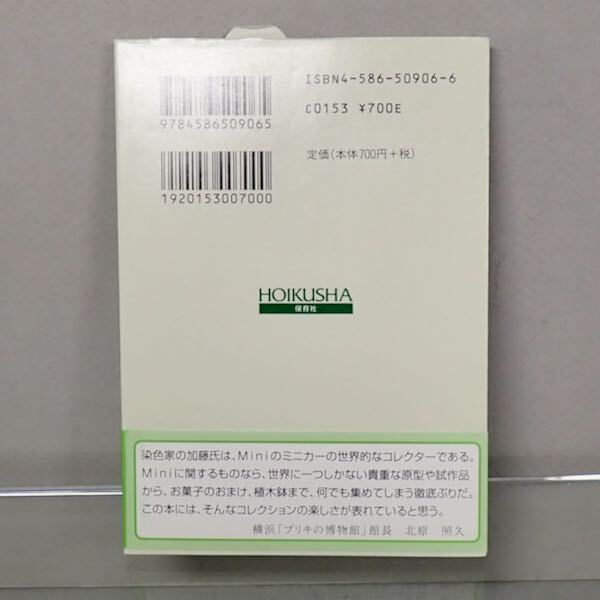 ISBN4-586-50906-6
9784586509065
C0153 ¥700E
定価(本体700円+税)
1920153007000
HOIKUSHA
保育社
染色家の加藤氏は、Miniのミニカーの世界的なコレクターである。
Miniに関するものなら、世界に一つしかない貴重な原型や試作品
から、お菓子のおまけ、植木鉢まで、何でも集めてしまう徹底ぶりだ。
この本には、そんなコレクションの楽しさが表れていると思う。
横浜「ブリキの博物館」館長 北原 照久